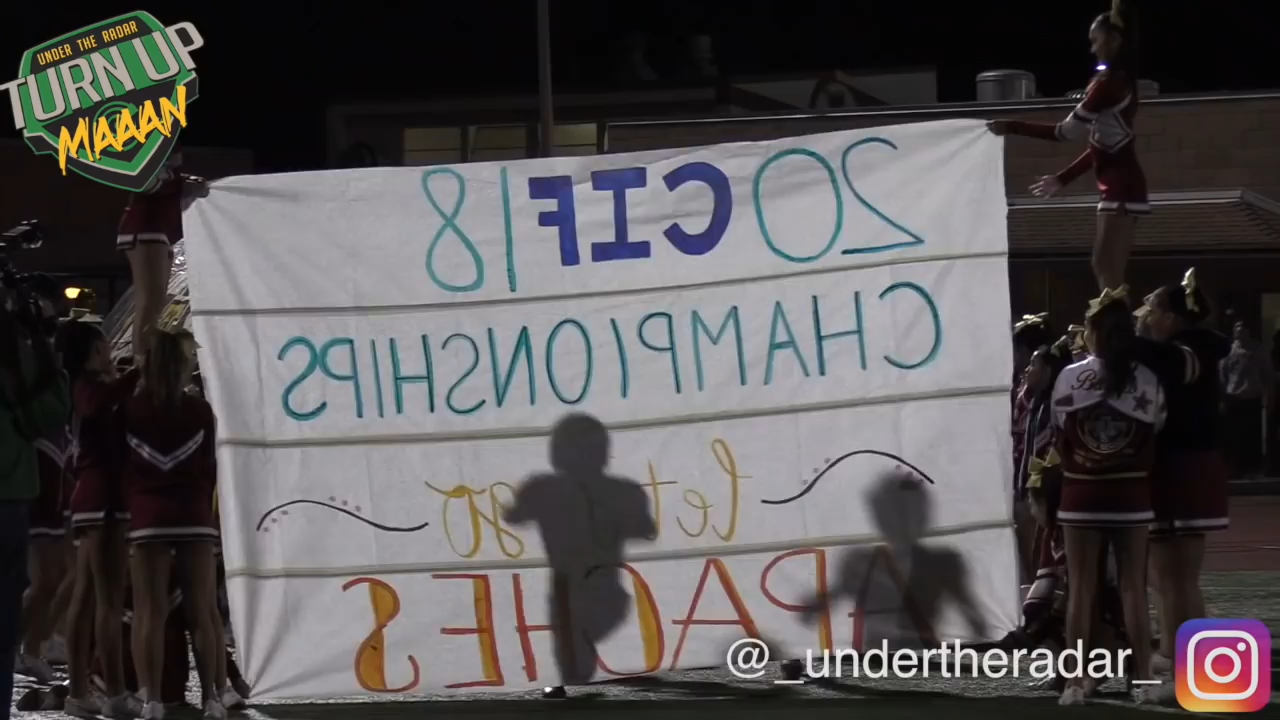 UNDER THE RADAR
TURN UP
MAAAN
20CIF18
CHAMPIONSHIPS
let's go
APACHES
@_undertheradar_